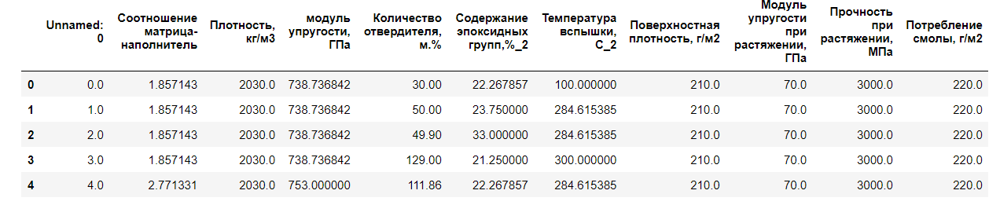 Unnamed: 0 Соотношение матрица-наполнитель Плотность, кг/м3 модуль упругости, ГПа Количество отвердителя, м.% Содержание эпоксидных групп,%_2 Температура вспышки, С_2 Поверхностная плотность, г/м2 Модуль упругости при растяжении, ГПа Прочность при растяжении, МПа Потребление смолы, г/м2
0 0.0 1.857143 2030.0 738.736842 30.00 22.267857 100.000000 210.0 70.0 3000.0 220.0
1 1.0 1.857143 2030.0 738.736842 50.00 23.750000 284.615385 210.0 70.0 3000.0 220.0
2 2.0 1.857143 2030.0 738.736842 49.90 33.000000 284.615385 210.0 70.0 3000.0 220.0
3 3.0 1.857143 2030.0 738.736842 129.00 21.250000 300.000000 210.0 70.0 3000.0 220.0
4 4.0 2.771331 2030.0 753.000000 111.86 22.267857 284.615385 210.0 70.0 3000.0 220.0